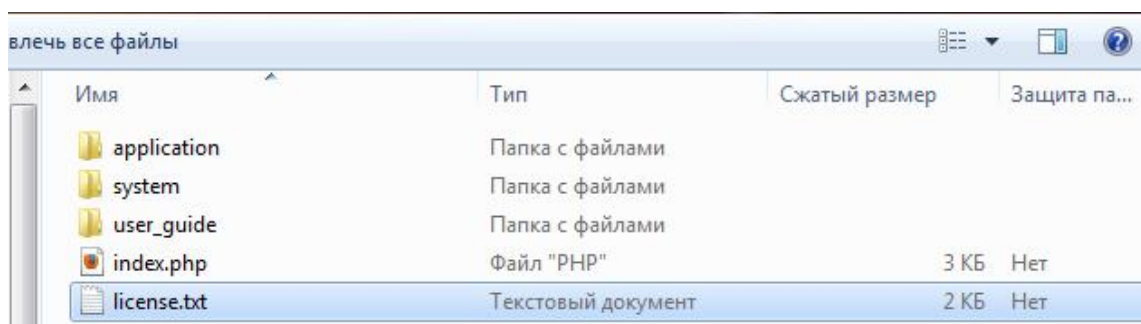 влечь все файлы
Имя Тип Сжатый размер Защита па...
application Папка с файлами
system Папка с файлами
user_guide Папка с файлами
index.php Файл "PHP" 3 КБ Нет
license.txt Текстовый документ 2 КБ Нет